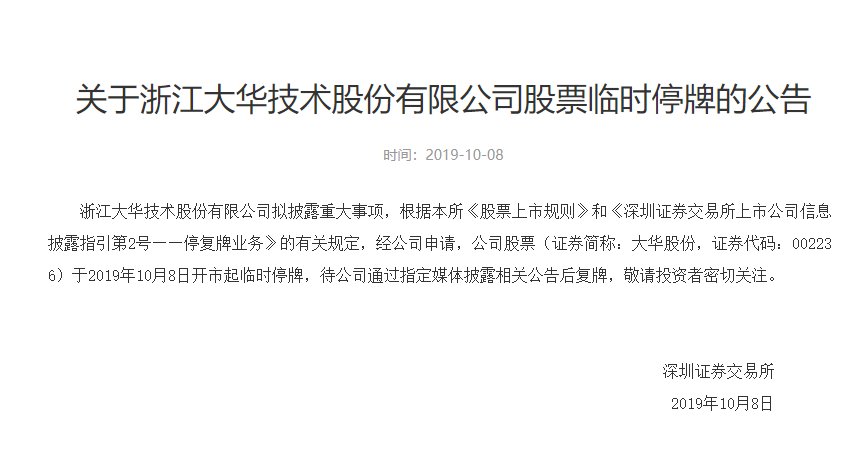 关于浙江大华技术股份有限公司股票临时停牌的公告
时间：2019-10-08
浙江大华技术股份有限公司拟披露重大事项，根据本所《股票上市规则》和《深圳证券交易所上市公司信息
披露指引第2号——停复牌业务》的有关规定，经公司申请，公司股票（证券简称：大华股份，证券代码：00223
6）于2019年10月8日开市起临时停牌，待公司通过指定媒体披露相关公告后复牌，敬请投资者密切关注。
深圳证券交易所
2019年10月8日